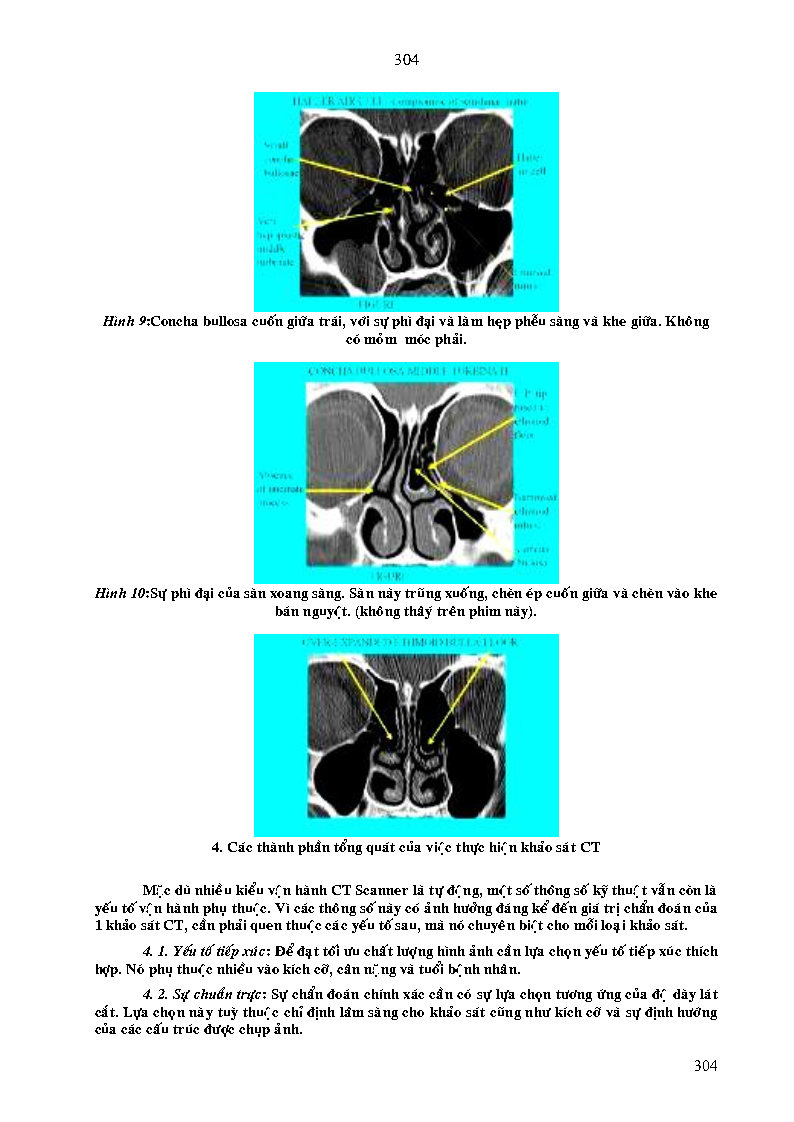 304
HALLER AIR CELL: Compromise of
Small
concha
bullosae
Haller
air cell
Very
hypoplastic
middle
turbinate
FIGURE
Hình 9:Concha bullosa cuốn giữa trái, với sự phì đại và làm hẹp phễu sàng và khe giữa. Không
có mỏm móc phải.
CONCHA BULLOSA MIDDLE TURBINATE
ethmoid
Absence
of uncinate
process
Narrowed
ethmoid
Concha
Bullosa
FIGURE
Hình 10:Sự phì đại của sàn xoang sàng. Sàn này trũng xuống, chèn ép cuốn giữa và chèn vào khe
bán nguyệt. (không thấy trên phim này).
OVER EXPANDED ETHMOID BULLA FLOOR
4. Các thành phần tổng quát của việc thực hiện khảo sát CT
Mặc dù nhiều kiểu vận hành CT Scanner là tự động, một số thông số kỹ thuật vẫn còn là
yếu tố vận hành phụ thuộc. Vì các thông số này có ảnh hưởng đáng kể đến giá trị chẩn đoán của
1 khảo sát CT, cần phải quen thuộc các yếu tố sau, mà nó chuyên biệt cho mỗi loại khảo sát.
4. 1. Yếu tố tiếp xúc: Để đạt tối ưu chất lượng hình ảnh cần lựa chọn yếu tố tiếp xúc thích
hợp. Nó phụ thuộc nhiều vào kích cỡ, cân nặng và tuổi bệnh nhân.
4. 2. Sự chuẩn trực: Sự chẩn đoán chính xác cần có sự lựa chọn tương ứng của độ dày lát
cắt. Lựa chọn này tuỳ thuộc chỉ định lâm sàng cho khảo sát cũng như kích cỡ và sự định hướng
của các cấu trúc được chụp ảnh.
304